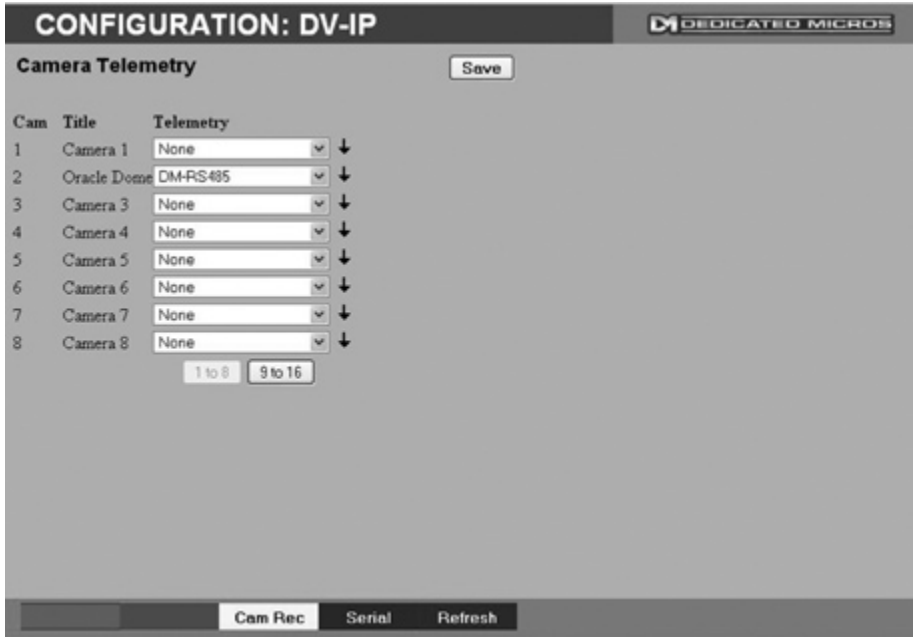 CONFIGURATION: DV-IP
DEDICATED MICROS
Camera Telemetry
Save
Cam Title Telemetry
1 Camera 1 None
2 Oracle Dome DM-RS485
3 Camera 3 None
4 Camera 4 None
5 Camera 5 None
6 Camera 6 None
7 Camera 7 None
8 Camera 8 None
1 to 8 9 to 16
Cam Rec Serial Refresh